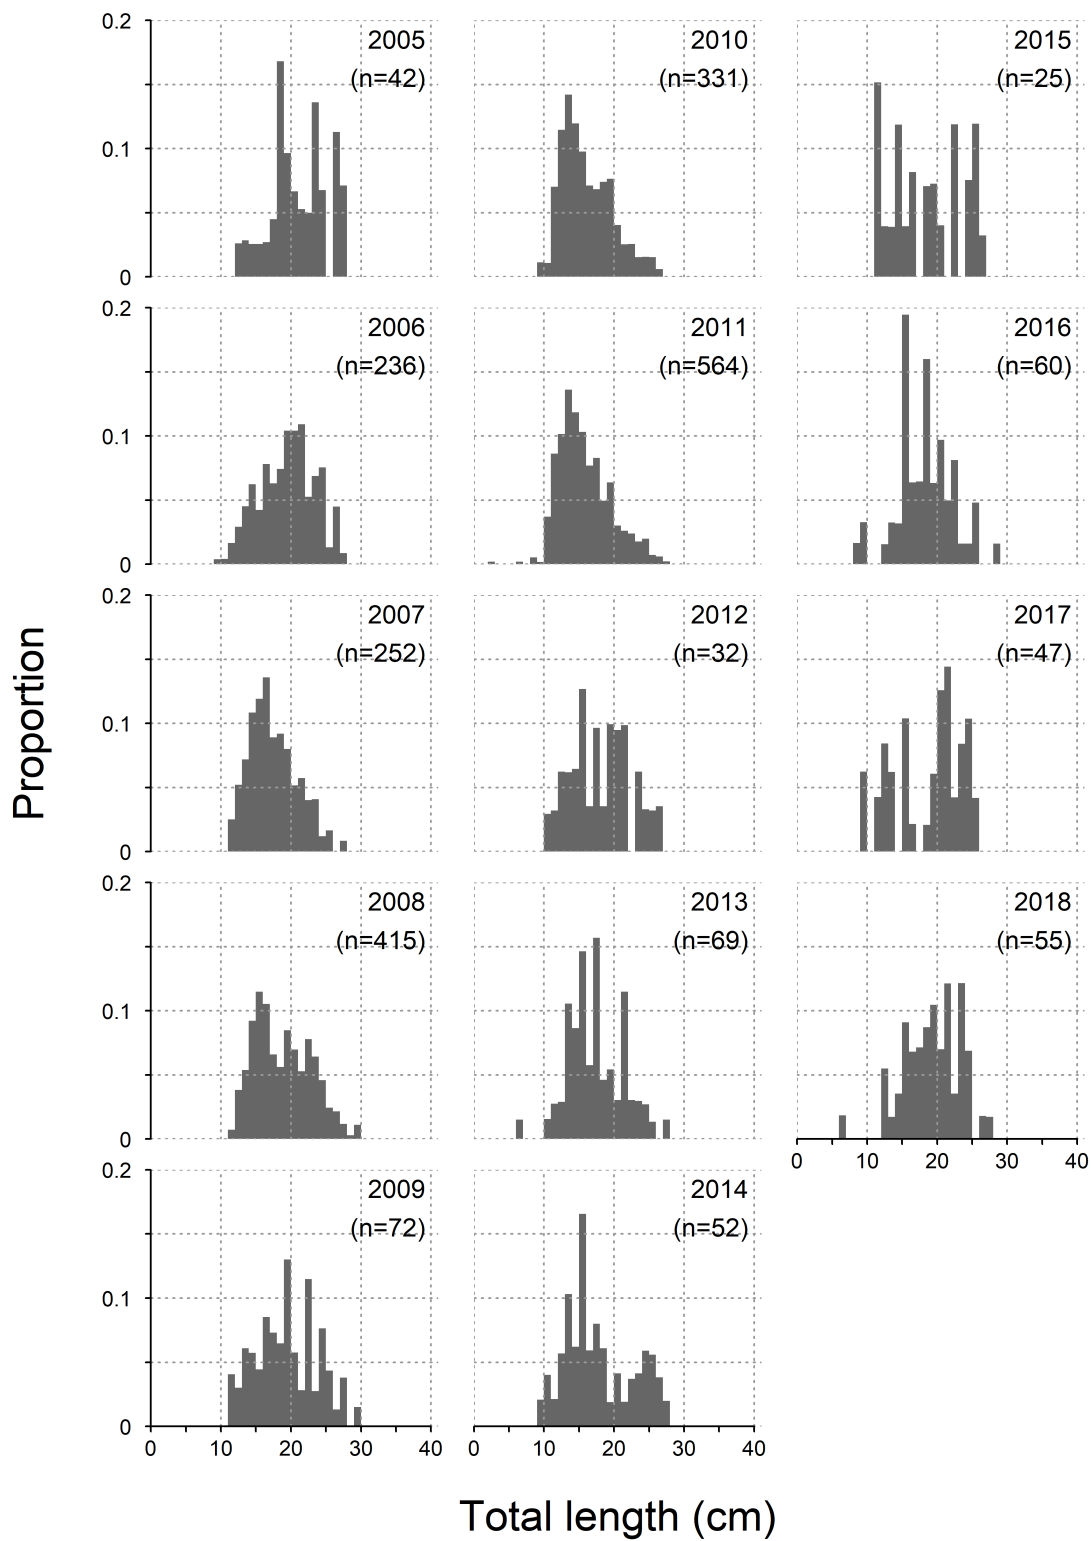 0.2
0.1
0
2005
(n=42)
2010
(n=331)
2015
(n=25)
0.2
0.1
0
2006
(n=236)
2011
(n=564)
2016
(n=60)
0.2
0.1
0
2007
(n=252)
2012
(n=32)
2017
(n=47)
0.2
0.1
0
2008
(n=415)
2013
(n=69)
2018
(n=55)
0 10 20 30 40
0.2
0.1
0
2009
(n=72)
2014
(n=52)
0 10 20 30 40
0 10 20 30 40
Proportion
Total length (cm)